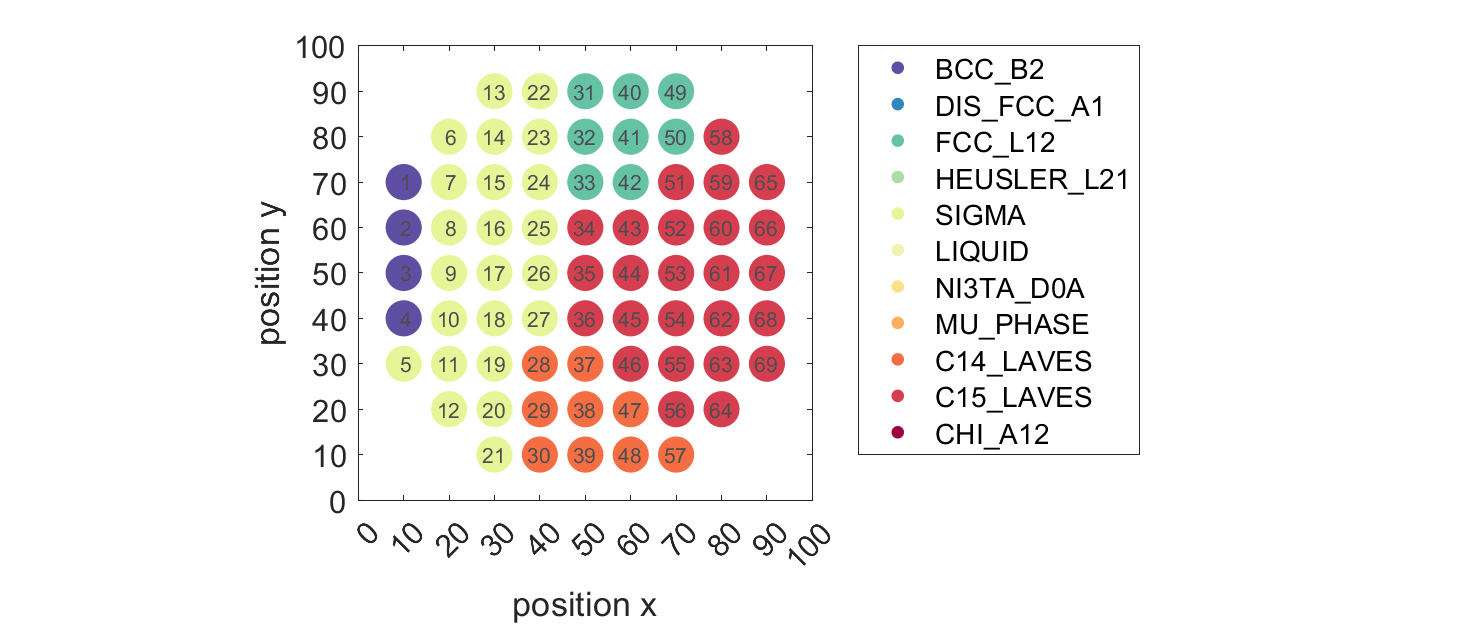 100
90
80
70
60
50
40
30
20
10
0
position y
13 22 31 40 49
6 14 23 32 41 50 58
1 7 15 24 33 42 51 59 65
2 8 16 25 34 43 52 60 66
3 9 17 26 35 44 53 61 67
4 10 18 27 36 45 54 62 68
5 11 19 28 37 46 55 63 69
12 20 29 38 47 56 64
21 30 39 48 57
0 10 20 30 40 50 60 70 80 90 100
position x
BCC_B2
DIS_FCC_A1
FCC_L12
HEUSLER_L21
SIGMA
LIQUID
NI3TA_D0A
MU_PHASE
C14_LAVES
C15_LAVES
CHI_A12